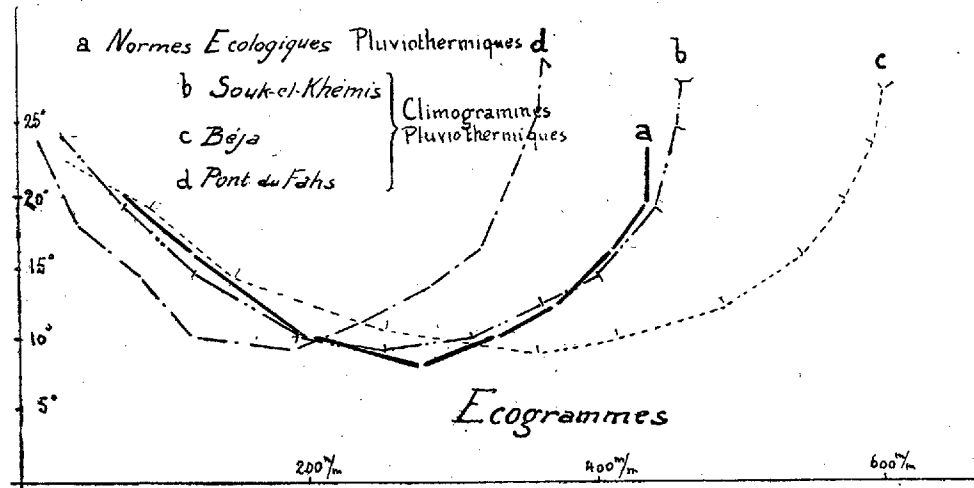 a Normes Ecologiques Pluviothermiques d
b Souk-el-Khémis
c Béja
d Pont du Fahs
Climogrammes
Pluviothermiques
b
c
a
25°
20°
15°
10°
5°
Ecogrammes
200 m/m
400 m/m
600 m/m